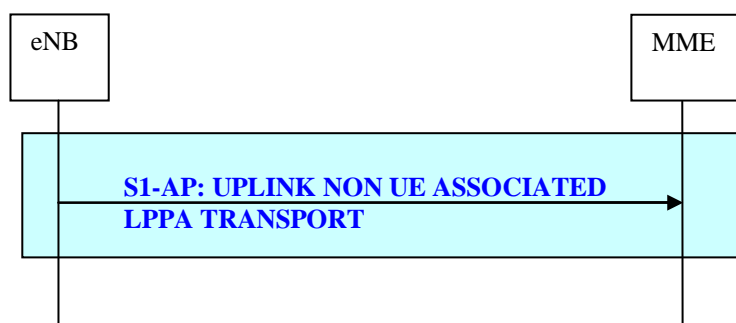 eNB
MME
S1-AP: UPLINK NON UE ASSOCIATED
LPPA TRANSPORT